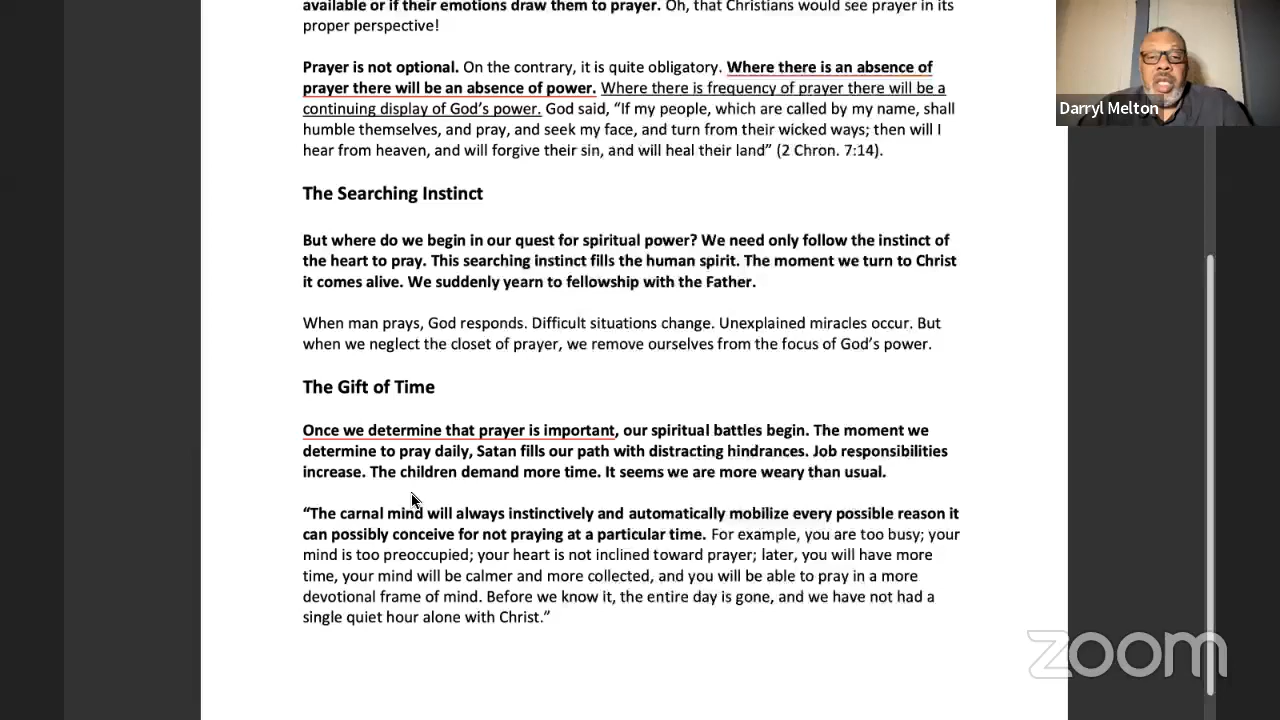 available or if their emotions draw them to prayer. Oh, that Christians would see prayer in its
proper perspective!
Prayer is not optional. On the contrary, it is quite obligatory. Where there is an absence of
prayer there will be an absence of power. Where there is frequency of prayer there will be a
continuing display of God’s power. God said, “If my people, which are called by my name, shall
humble themselves, and pray, and seek my face, and turn from their wicked ways; then will I
hear from heaven, and will forgive their sin, and will heal their land” (2 Chron. 7:14).
The Searching Instinct
But where do we begin in our quest for spiritual power? We need only follow the instinct of
the heart to pray. This searching instinct fills the human spirit. The moment we turn to Christ
it comes alive. We suddenly yearn to fellowship with the Father.
When man prays, God responds. Difficult situations change. Unexplained miracles occur. But
when we neglect the closet of prayer, we remove ourselves from the focus of God’s power.
The Gift of Time
Once we determine that prayer is important, our spiritual battles begin. The moment we
determine to pray daily, Satan fills our path with distracting hindrances. Job responsibilities
increase. The children demand more time. It seems we are more weary than usual.
“The carnal mind will always instinctively and automatically mobilize every possible reason it
can possibly conceive for not praying at a particular time. For example, you are too busy; your
mind is too preoccupied; your heart is not inclined toward prayer; later, you will have more
time, your mind will be calmer and more collected, and you will be able to pray in a more
devotional frame of mind. Before we know it, the entire day is gone, and we have not had a
single quiet hour alone with Christ.”
Darryl Melton
zoom